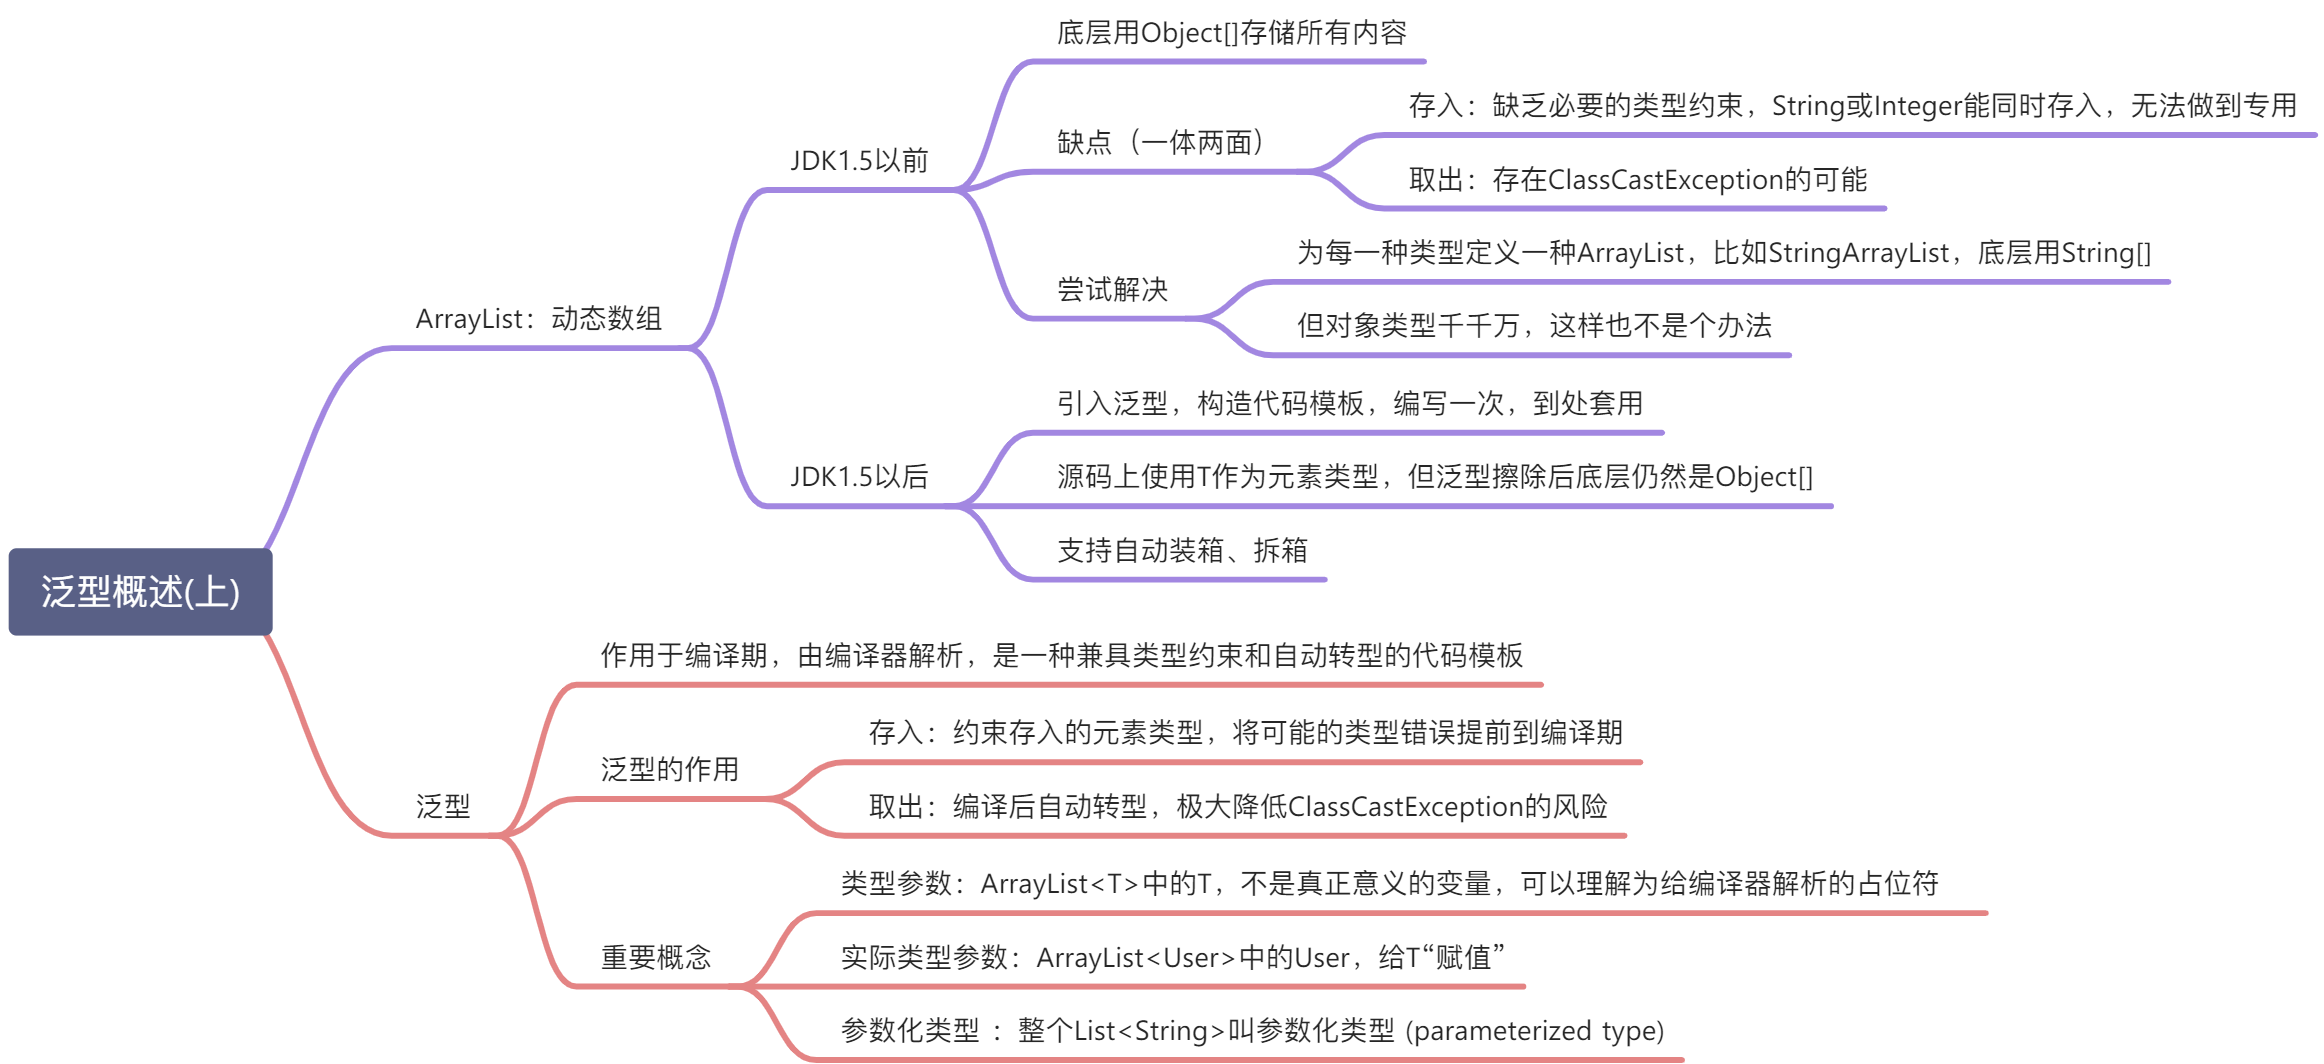 泛型概述(上)
ArrayList：动态数组
JDK1.5以前
底层用Object[]存储所有内容
缺点（一体两面）
存入：缺乏必要的类型约束，String或Integer能同时存入，无法做到专用
取出：存在ClassCastException的可能
尝试解决
为每一种类型定义一种ArrayList，比如StringArrayList，底层用String[]
但对象类型千千万，这样也不是个办法
JDK1.5以后
引入泛型，构造代码模板，编写一次，到处套用
源码上使用T作为元素类型，但泛型擦除后底层仍然是Object[]
支持自动装箱、拆箱
泛型
作用于编译期，由编译器解析，是一种兼具类型约束和自动转型的代码模板
泛型的作用
存入：约束存入的元素类型，将可能的类型错误提前到编译期
取出：编译后自动转型，极大降低ClassCastException的风险
重要概念
类型参数：ArrayList<T>中的T，不是真正意义的变量，可以理解为给编译器解析的占位符
实际类型参数：ArrayList<User>中的User，给T“赋值”
参数化类型 ：整个List<String>叫参数化类型 (parameterized type)